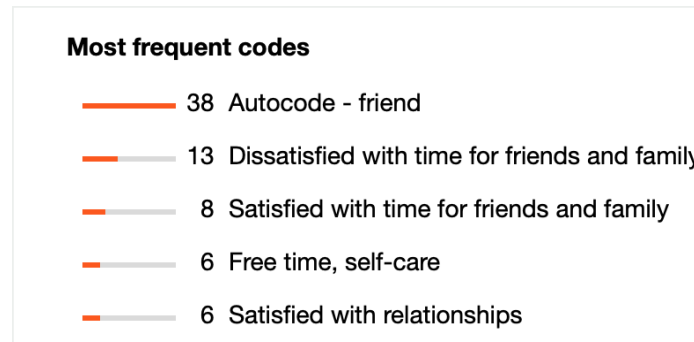 Most frequent codes
38 Autocode - friend
13 Dissatisfied with time for friends and family
8 Satisfied with time for friends and family
6 Free time, self-care
6 Satisfied with relationships